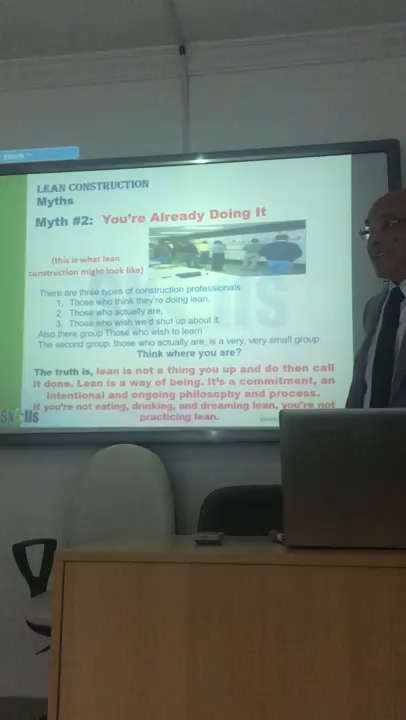 LEAN CONSTRUCTION
Myths
Myth #2: You're Already Doing It
(this is what lean
construction might look like)
There are three types of construction professionals:
1. Those who think they're doing lean,
2. Those who actually are,
3. Those who wish we'd shut up about it.
Also there group Those who wish to learn
The second group, those who actually are, is a very, very small group.
Think where you are?
The truth is, lean is not a thing you up and do then call
it done. Lean is a way of being. It's a commitment, an
intentional and ongoing philosophy and process.
If you're not eating, drinking, and dreaming lean, you're not
practicing lean.